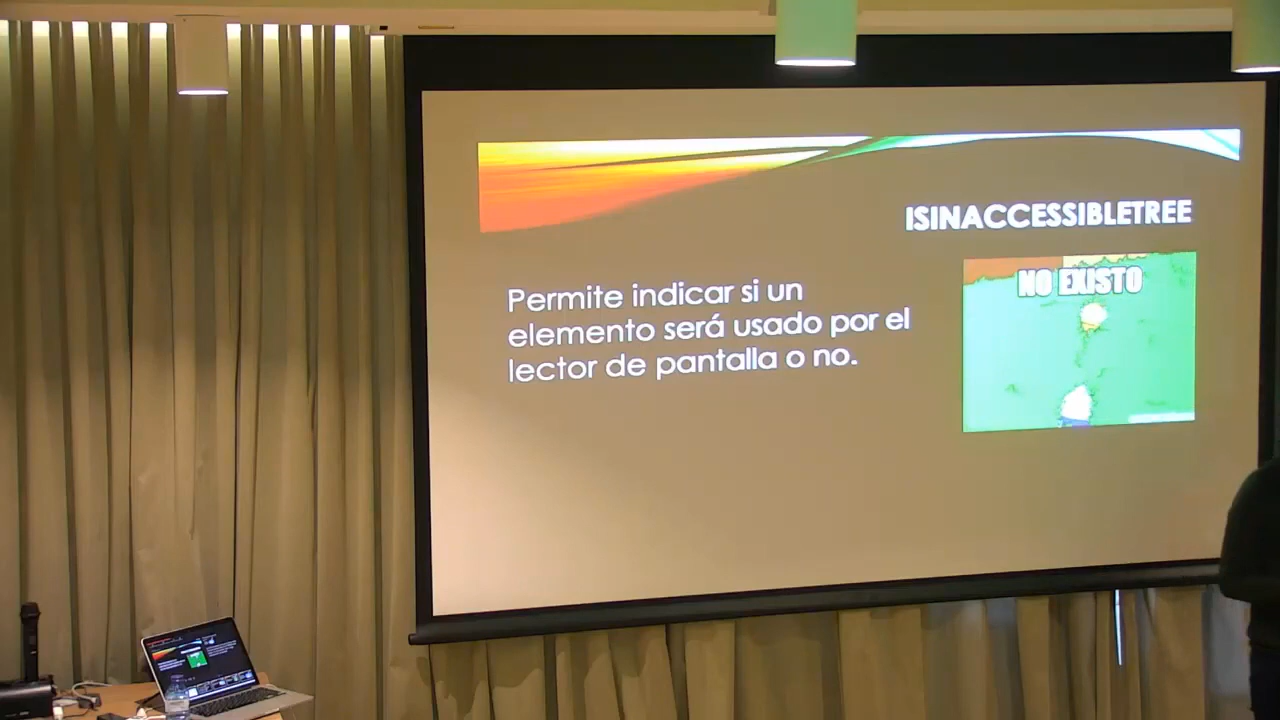 ISINACCESSIBLETREE
NO EXISTO
Permite indicar si un
elemento será usado por el
lector de pantalla o no.